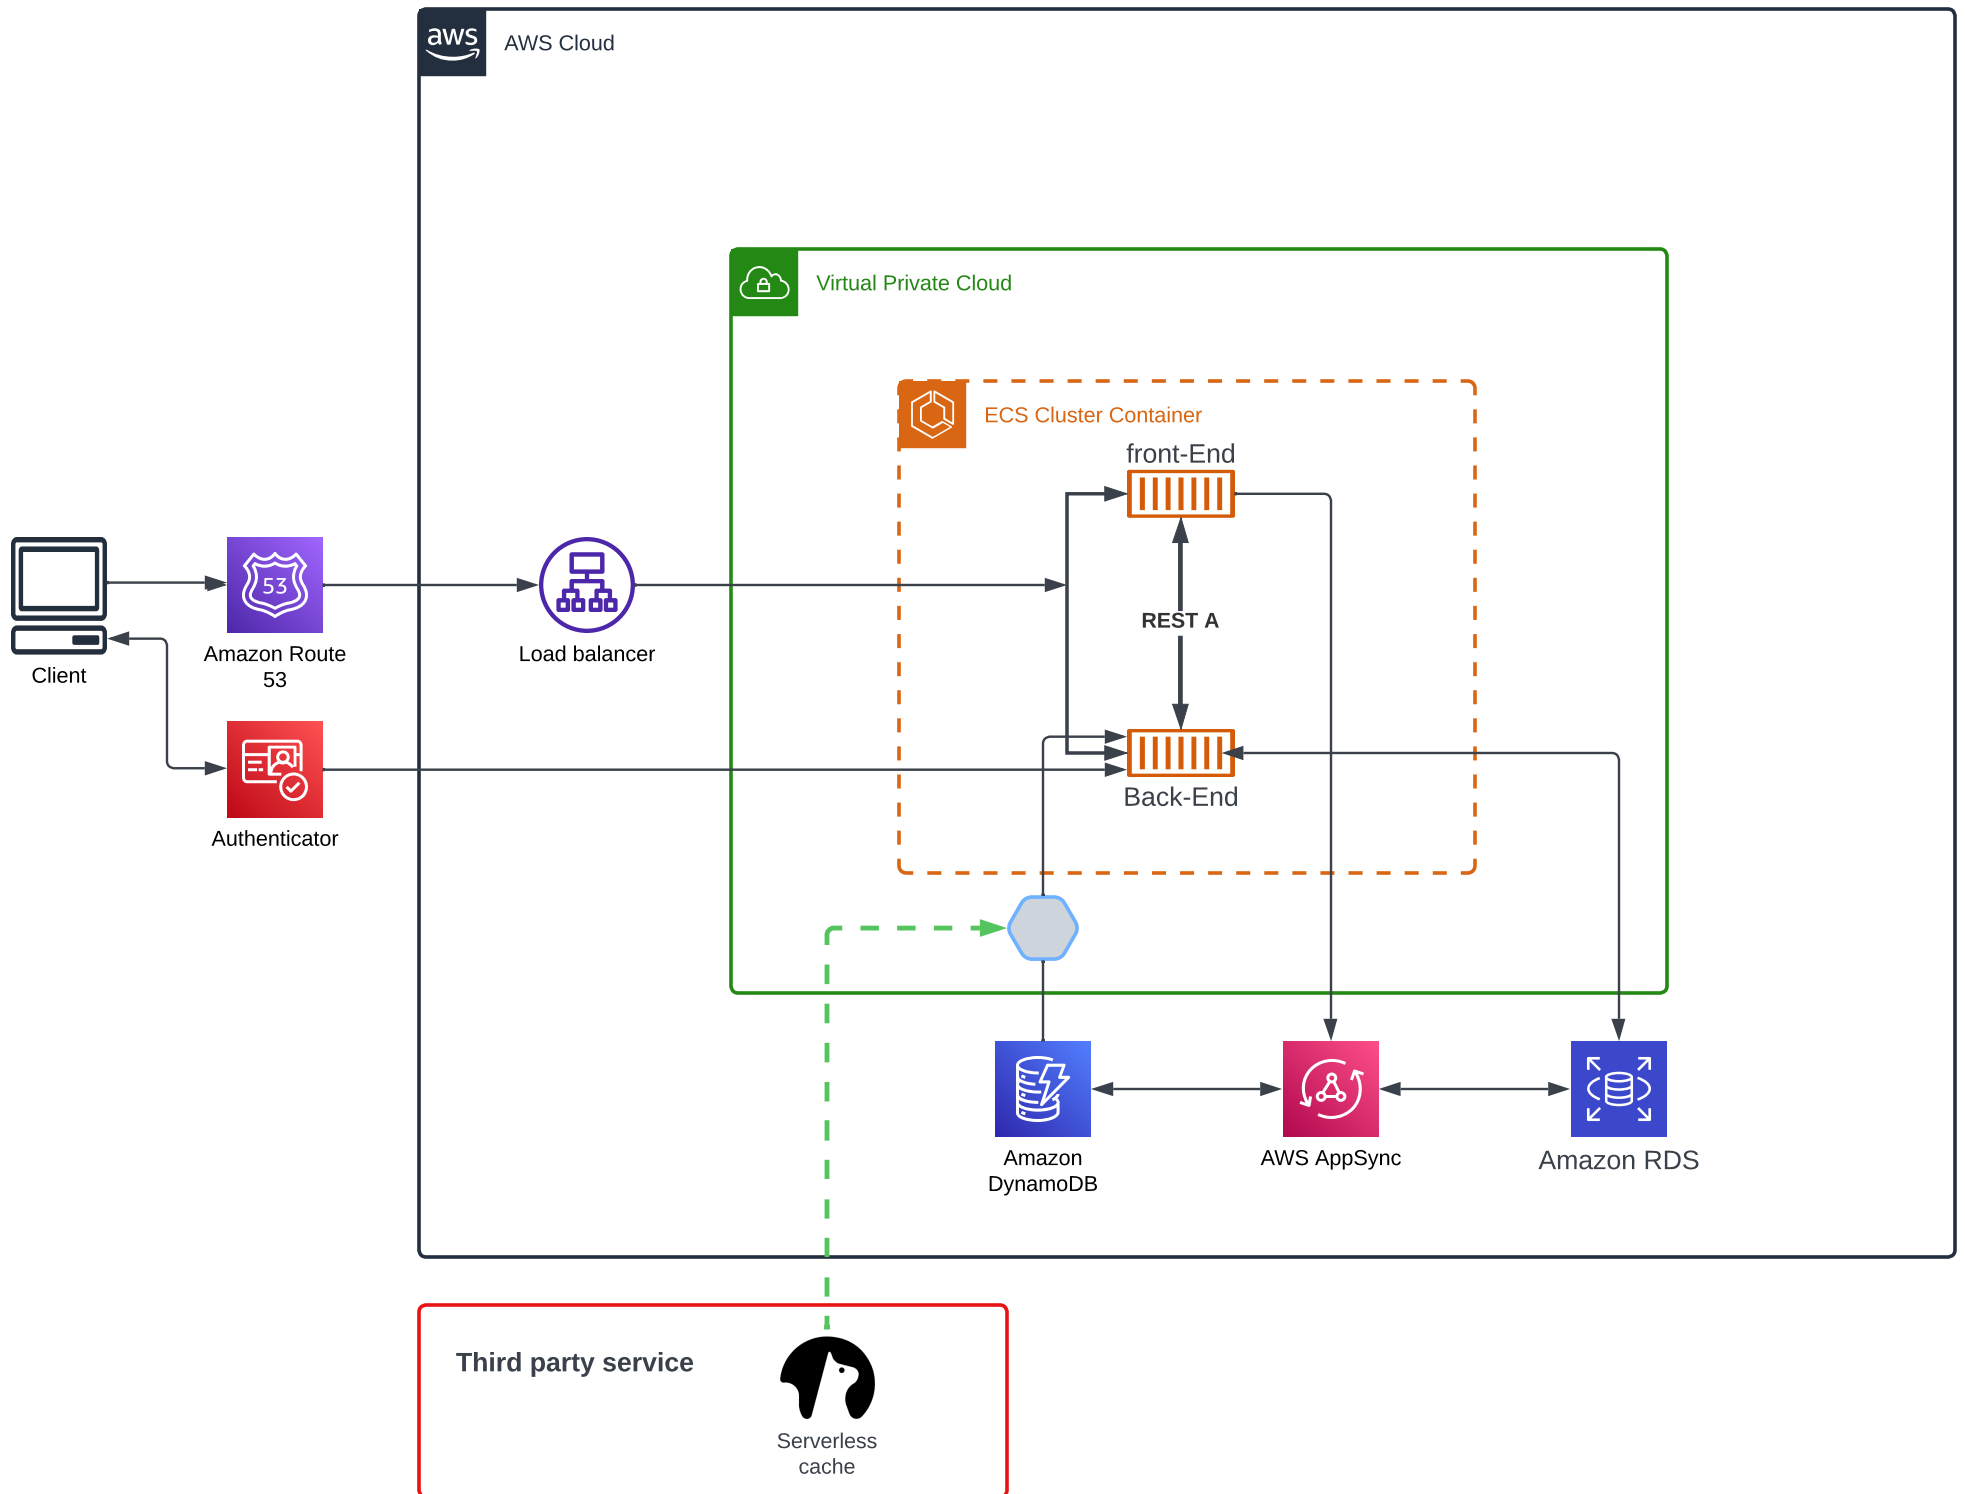 aws
AWS Cloud
Virtual Private Cloud
ECS Cluster Container
front-End
53
REST A
Client
Amazon Route
53
Load balancer
Authenticator
Back-End
Amazon
DynamoDB
AWS AppSync
Amazon RDS
Third party service
Serverless
cache